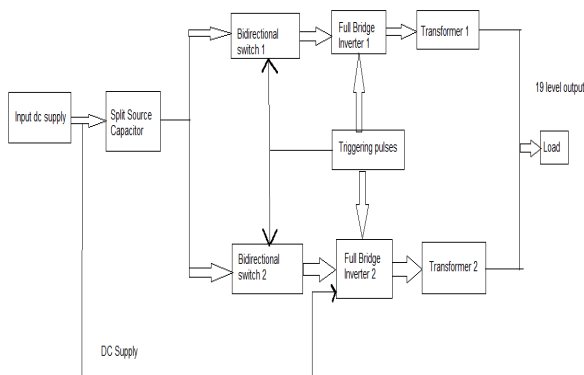 Bidirectional
switch 1
Full Bridge
Inverter 1
Transformer 1
19 level output
Input dc supply
Split Source
Capacitor
Triggering pulses
Load
Bidirectional
switch 2
Full Bridge
Inverter 2
Transformer 2
DC Supply